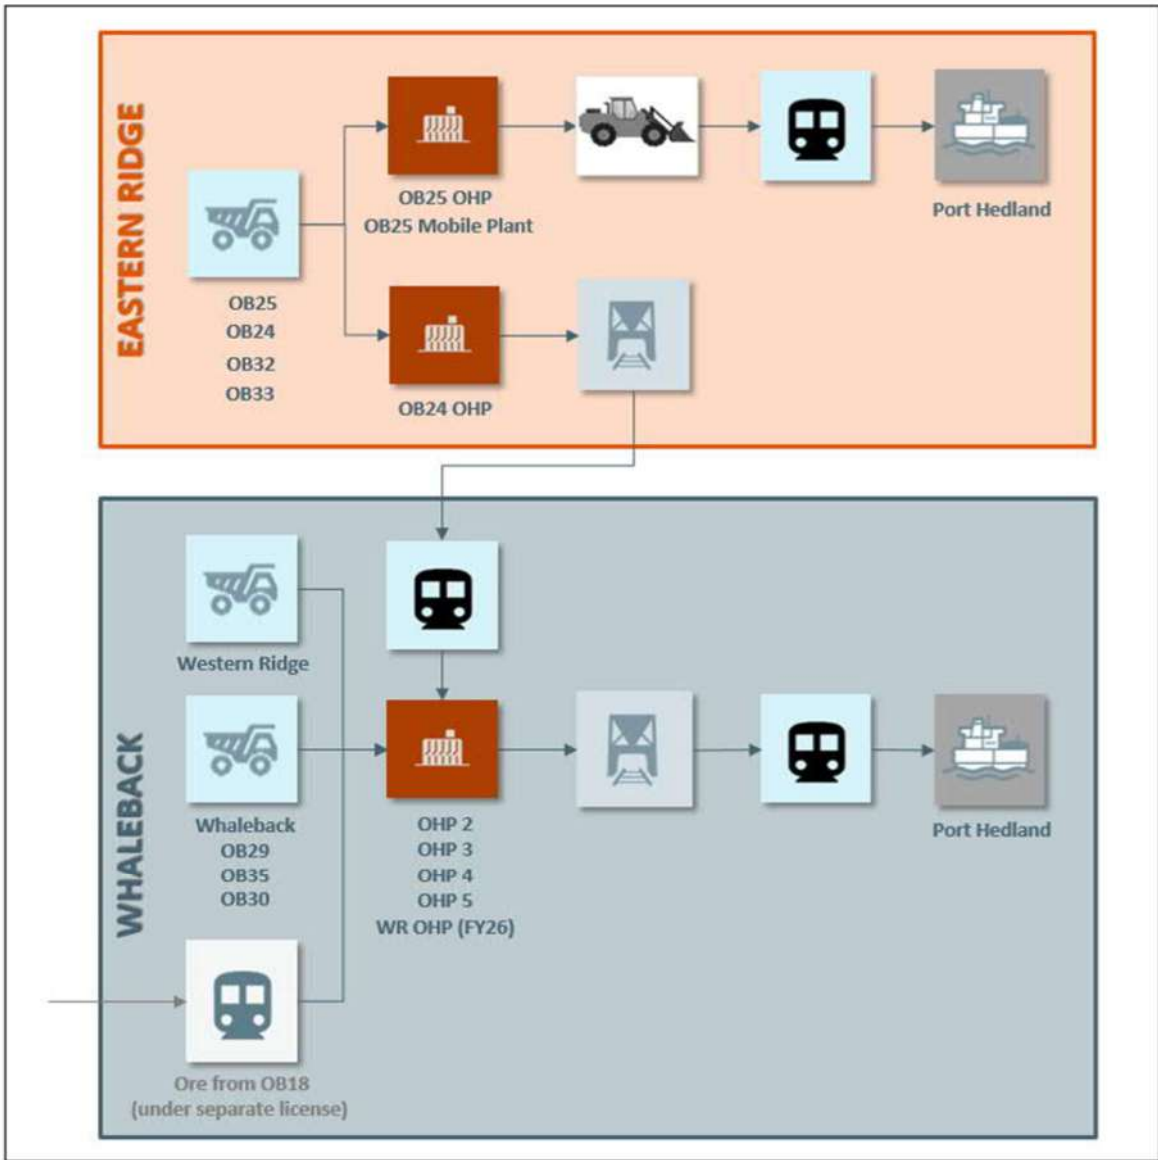 EASTERN RIDGE
OB25 OHP
OB25 Mobile Plant
Port Hedland
OB25
OB24
OB32
OB33
OB24 OHP
WHALEBACK
Western Ridge
Whaleback
OB29
OB35
OB30
OHP 2
OHP 3
OHP 4
OHP 5
WR OHP (FY26)
Port Hedland
Ore from OB18
(under separate license)